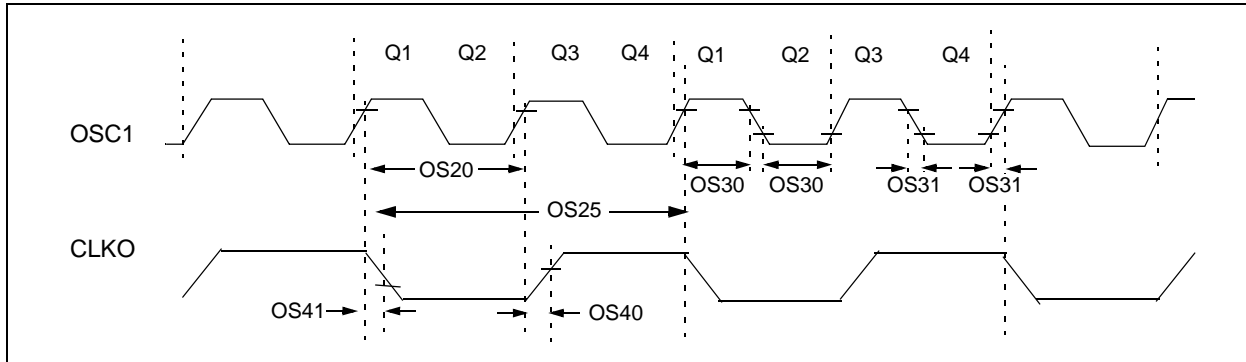 Q1 Q2 Q3 Q4 Q1 Q2 Q3 Q4
OSC1
OS20 OS30 OS30 OS31 OS31
OS25
CLKO
OS41 OS40